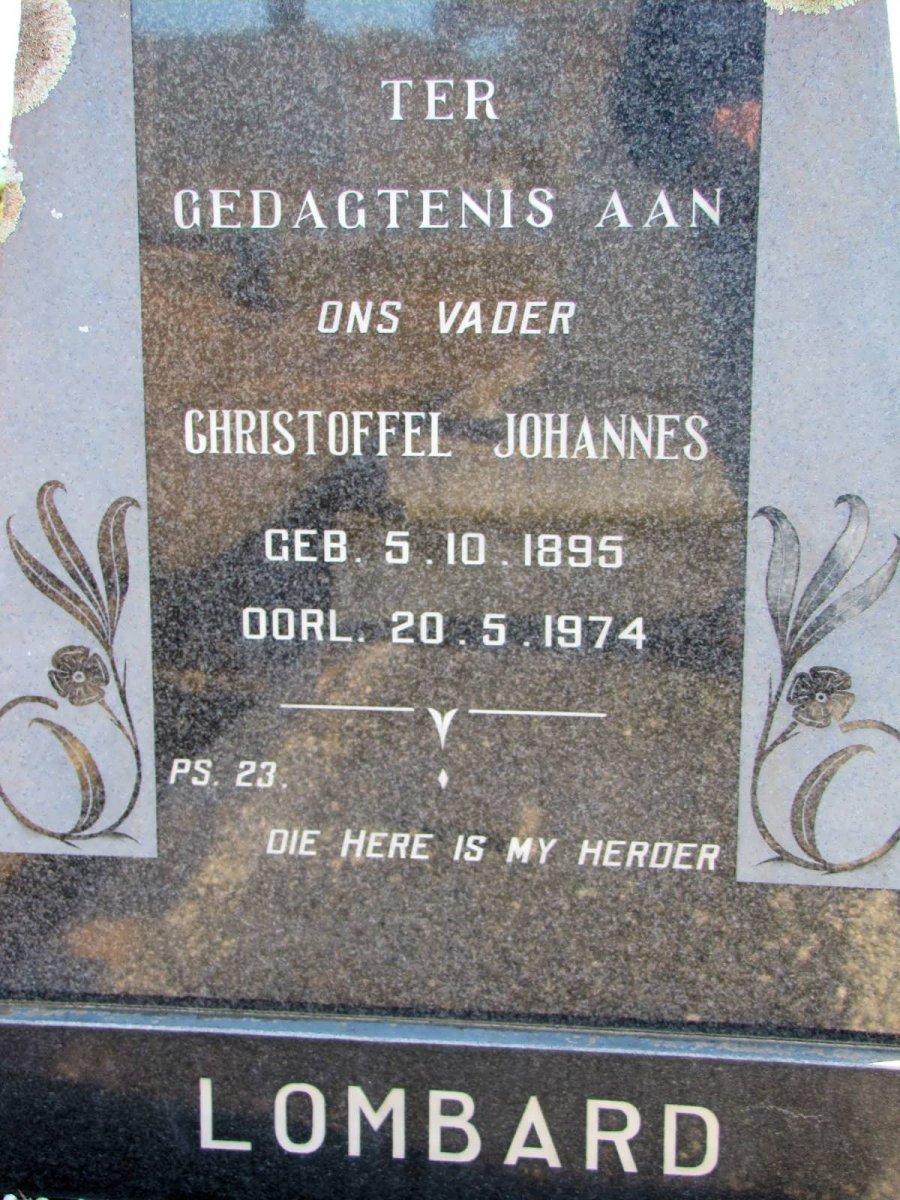 TER
GEDAGTENIS AAN
ONS VADER
CHRISTOFFEL JOHANNES
GEB. 5.10.1895
OORL. 20.5.1974
PS. 23.
DIE HERE IS MY HERDER
LOMBARD